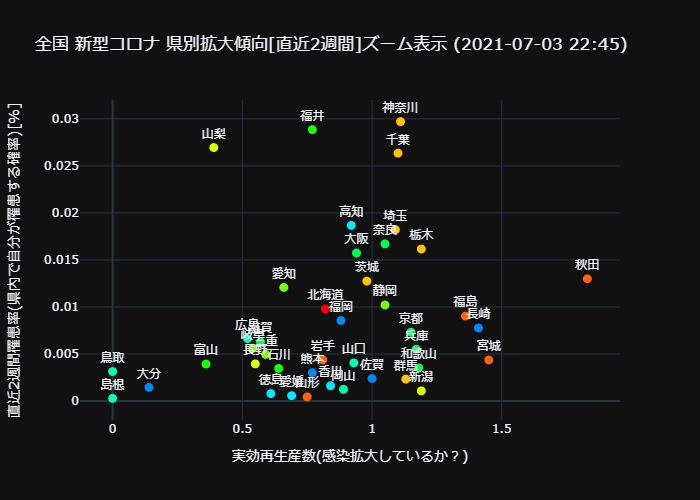 全国 新型コロナ 県別拡大傾向[直近2週間]ズーム表示 (2021-07-03 22:45)
直近2週間罹患率(県内で自分が罹患する確率)[%]
0.03
0.025
0.02
0.015
0.01
0.005
0
神奈川
福井
山梨
千葉
高知
埼玉
奈良
栃木
大阪
茨城
秋田
愛知
静岡
北海道
福岡
福島
長崎
京都
広島
兵庫
岩手
山口
宮城
和歌山
石川
富山
長野
熊本
鳥取
佐賀
群馬
新潟
大分
徳島
愛媛
香川
岡山
山形
島根
0
0.5
1
1.5
実効再生産数(感染拡大しているか？)